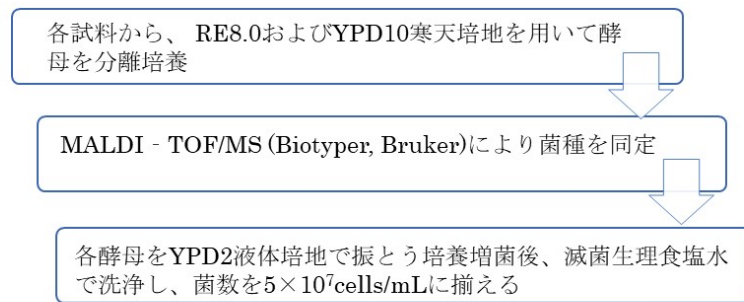 各試料から、 RE8.0およびYPD10寒天培地を用いて酵
母を分離培養
MALDI‐TOF/MS (Biotyper, Bruker)により菌種を同定
各酵母をYPD2液体培地で振とう培養増菌後、滅菌生理食塩水
で洗浄し、菌数を5×10⁷cells/mLに揃える